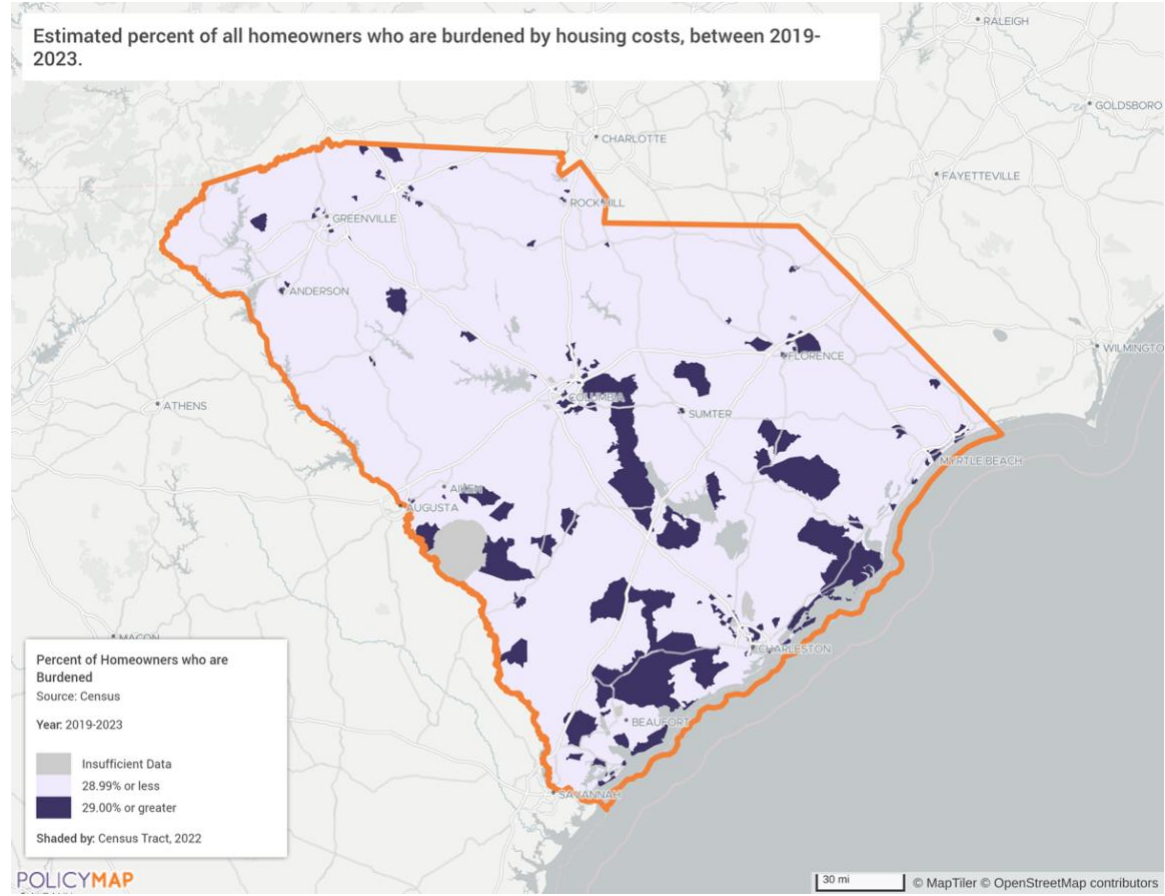 Estimated percent of all homeowners who are burdened by housing costs, between 2019-
2023.
RALEIGH
GOLDSBORO
CHARLOTTE
FAYETTEVILLE
ROCK HILL
GREENVILLE
ANDERSON
WILMINGTON
FLORENCE
ATHENS
COLUMBIA
SUMTER
MYRTLE BEACH
AIKEN
AUGUSTA
MACON
CHARLESTON
BEAUFORT
SAVANNAH
Percent of Homeowners who are
Burdened
Source: Census
Year: 2019-2023
Insufficient Data
28.99% or less
29.00% or greater
Shaded by: Census Tract, 2022
POLICYMAP
30 mi
© MapTiler © OpenStreetMap contributors